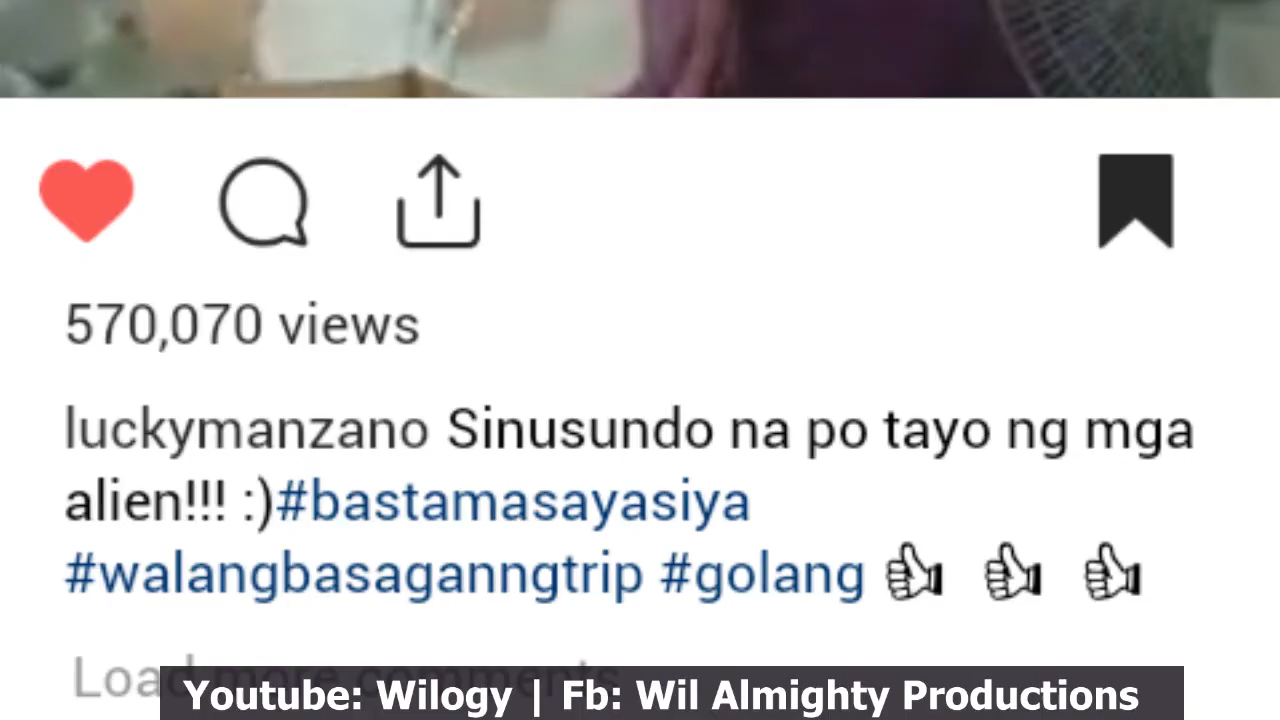 570,070 views
luckymanzano Sinusundo na po tayo ng mga
alien!!! :)#bastamasayasiya
#walangbasaganngtrip #golang 👍 👍 👍
Load more comments
Youtube: Wilogy | Fb: Wil Almighty Productions